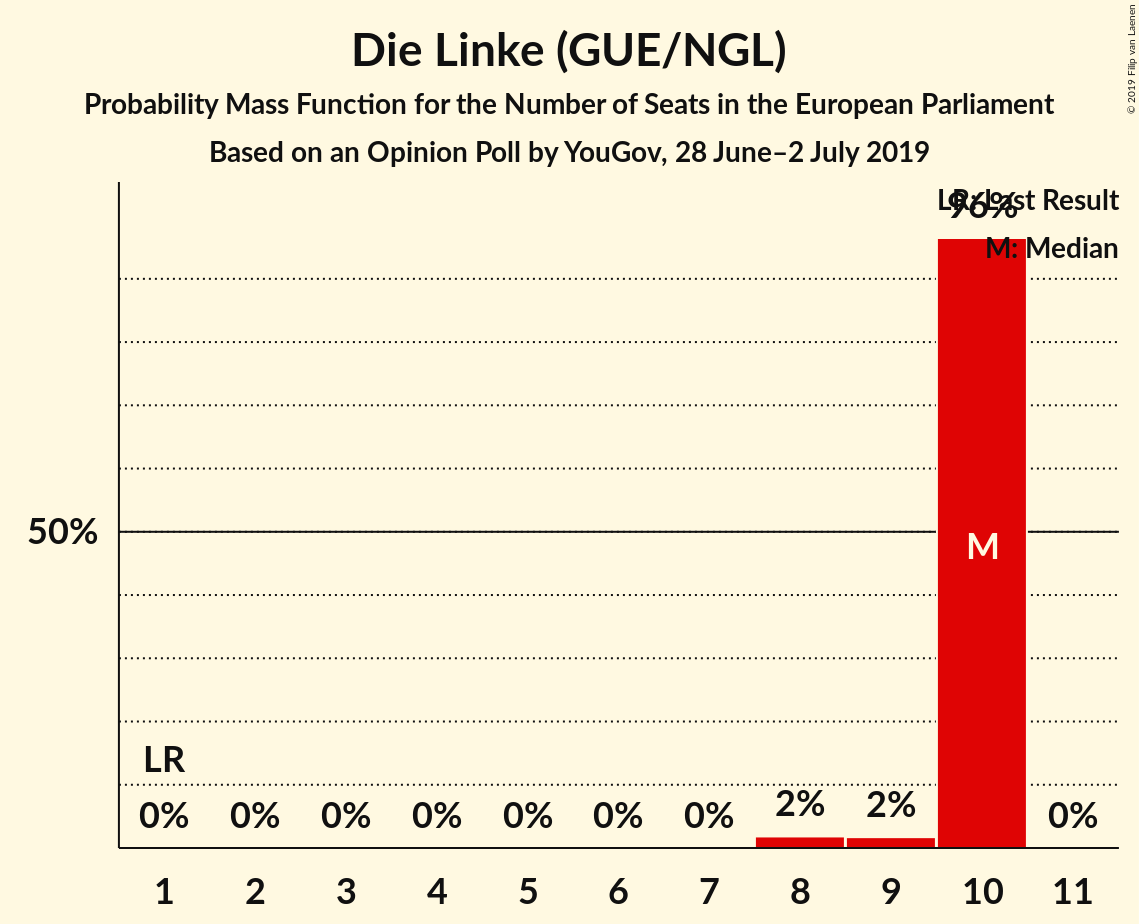 Die Linke (GUE/NGL)
Probability Mass Function for the Number of Seats in the European Parliament
Based on an Opinion Poll by YouGov, 28 June–2 July 2019
© 2019 Filip van Laenen
LR: Last Result
96%
M: Median
50%
M
LR
0% 0% 0% 0% 0% 0% 0% 2% 2% 0%
1 2 3 4 5 6 7 8 9 10 11